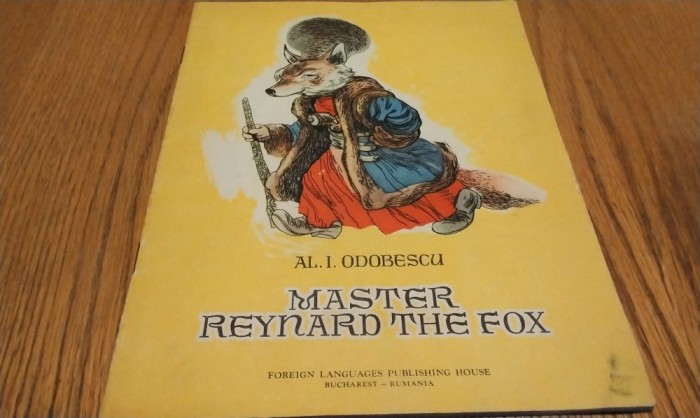 AL. I. ODOBESCU
MASTER
REYNARD THE FOX
FOREIGN LANGUAGES PUBLISHING HOUSE
BUCHAREST – RUMANIA